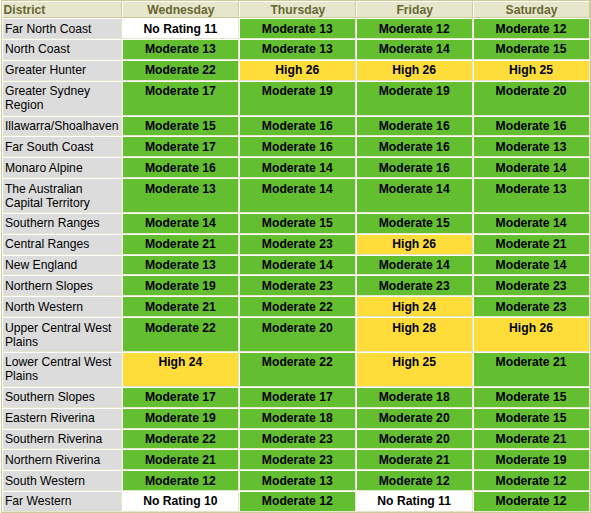 District Wednesday Thursday Friday Saturday
Far North Coast No Rating 11 Moderate 13 Moderate 12 Moderate 12
North Coast Moderate 13 Moderate 13 Moderate 14 Moderate 15
Greater Hunter Moderate 22 High 26 High 26 High 25
Greater Sydney Moderate 17 Moderate 19 Moderate 19 Moderate 20
Region
Illawarra/Shoalhaven Moderate 15 Moderate 16 Moderate 16 Moderate 16
Far South Coast Moderate 17 Moderate 16 Moderate 16 Moderate 13
Monaro Alpine Moderate 16 Moderate 14 Moderate 16 Moderate 14
The Australian Moderate 13 Moderate 14 Moderate 14 Moderate 13
Capital Territory
Southern Ranges Moderate 14 Moderate 15 Moderate 15 Moderate 14
Central Ranges Moderate 21 Moderate 23 High 26 Moderate 21
New England Moderate 13 Moderate 14 Moderate 14 Moderate 14
Northern Slopes Moderate 19 Moderate 23 Moderate 23 Moderate 23
North Western Moderate 21 Moderate 22 High 24 Moderate 23
Upper Central West Moderate 22 Moderate 20 High 28 High 26
Plains
Lower Central West High 24 Moderate 22 High 25 Moderate 21
Plains
Southern Slopes Moderate 17 Moderate 17 Moderate 18 Moderate 15
Eastern Riverina Moderate 19 Moderate 18 Moderate 20 Moderate 15
Southern Riverina Moderate 22 Moderate 23 Moderate 20 Moderate 21
Northern Riverina Moderate 21 Moderate 23 Moderate 21 Moderate 19
South Western Moderate 12 Moderate 13 Moderate 12 Moderate 12
Far Western No Rating 10 Moderate 12 No Rating 11 Moderate 12